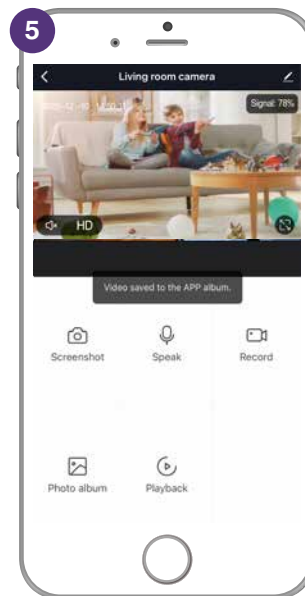 5
Living room camera
Signal: 78%
HD
Video saved to the APP album.
Screenshot
Speak
Record
Photo album
Playback